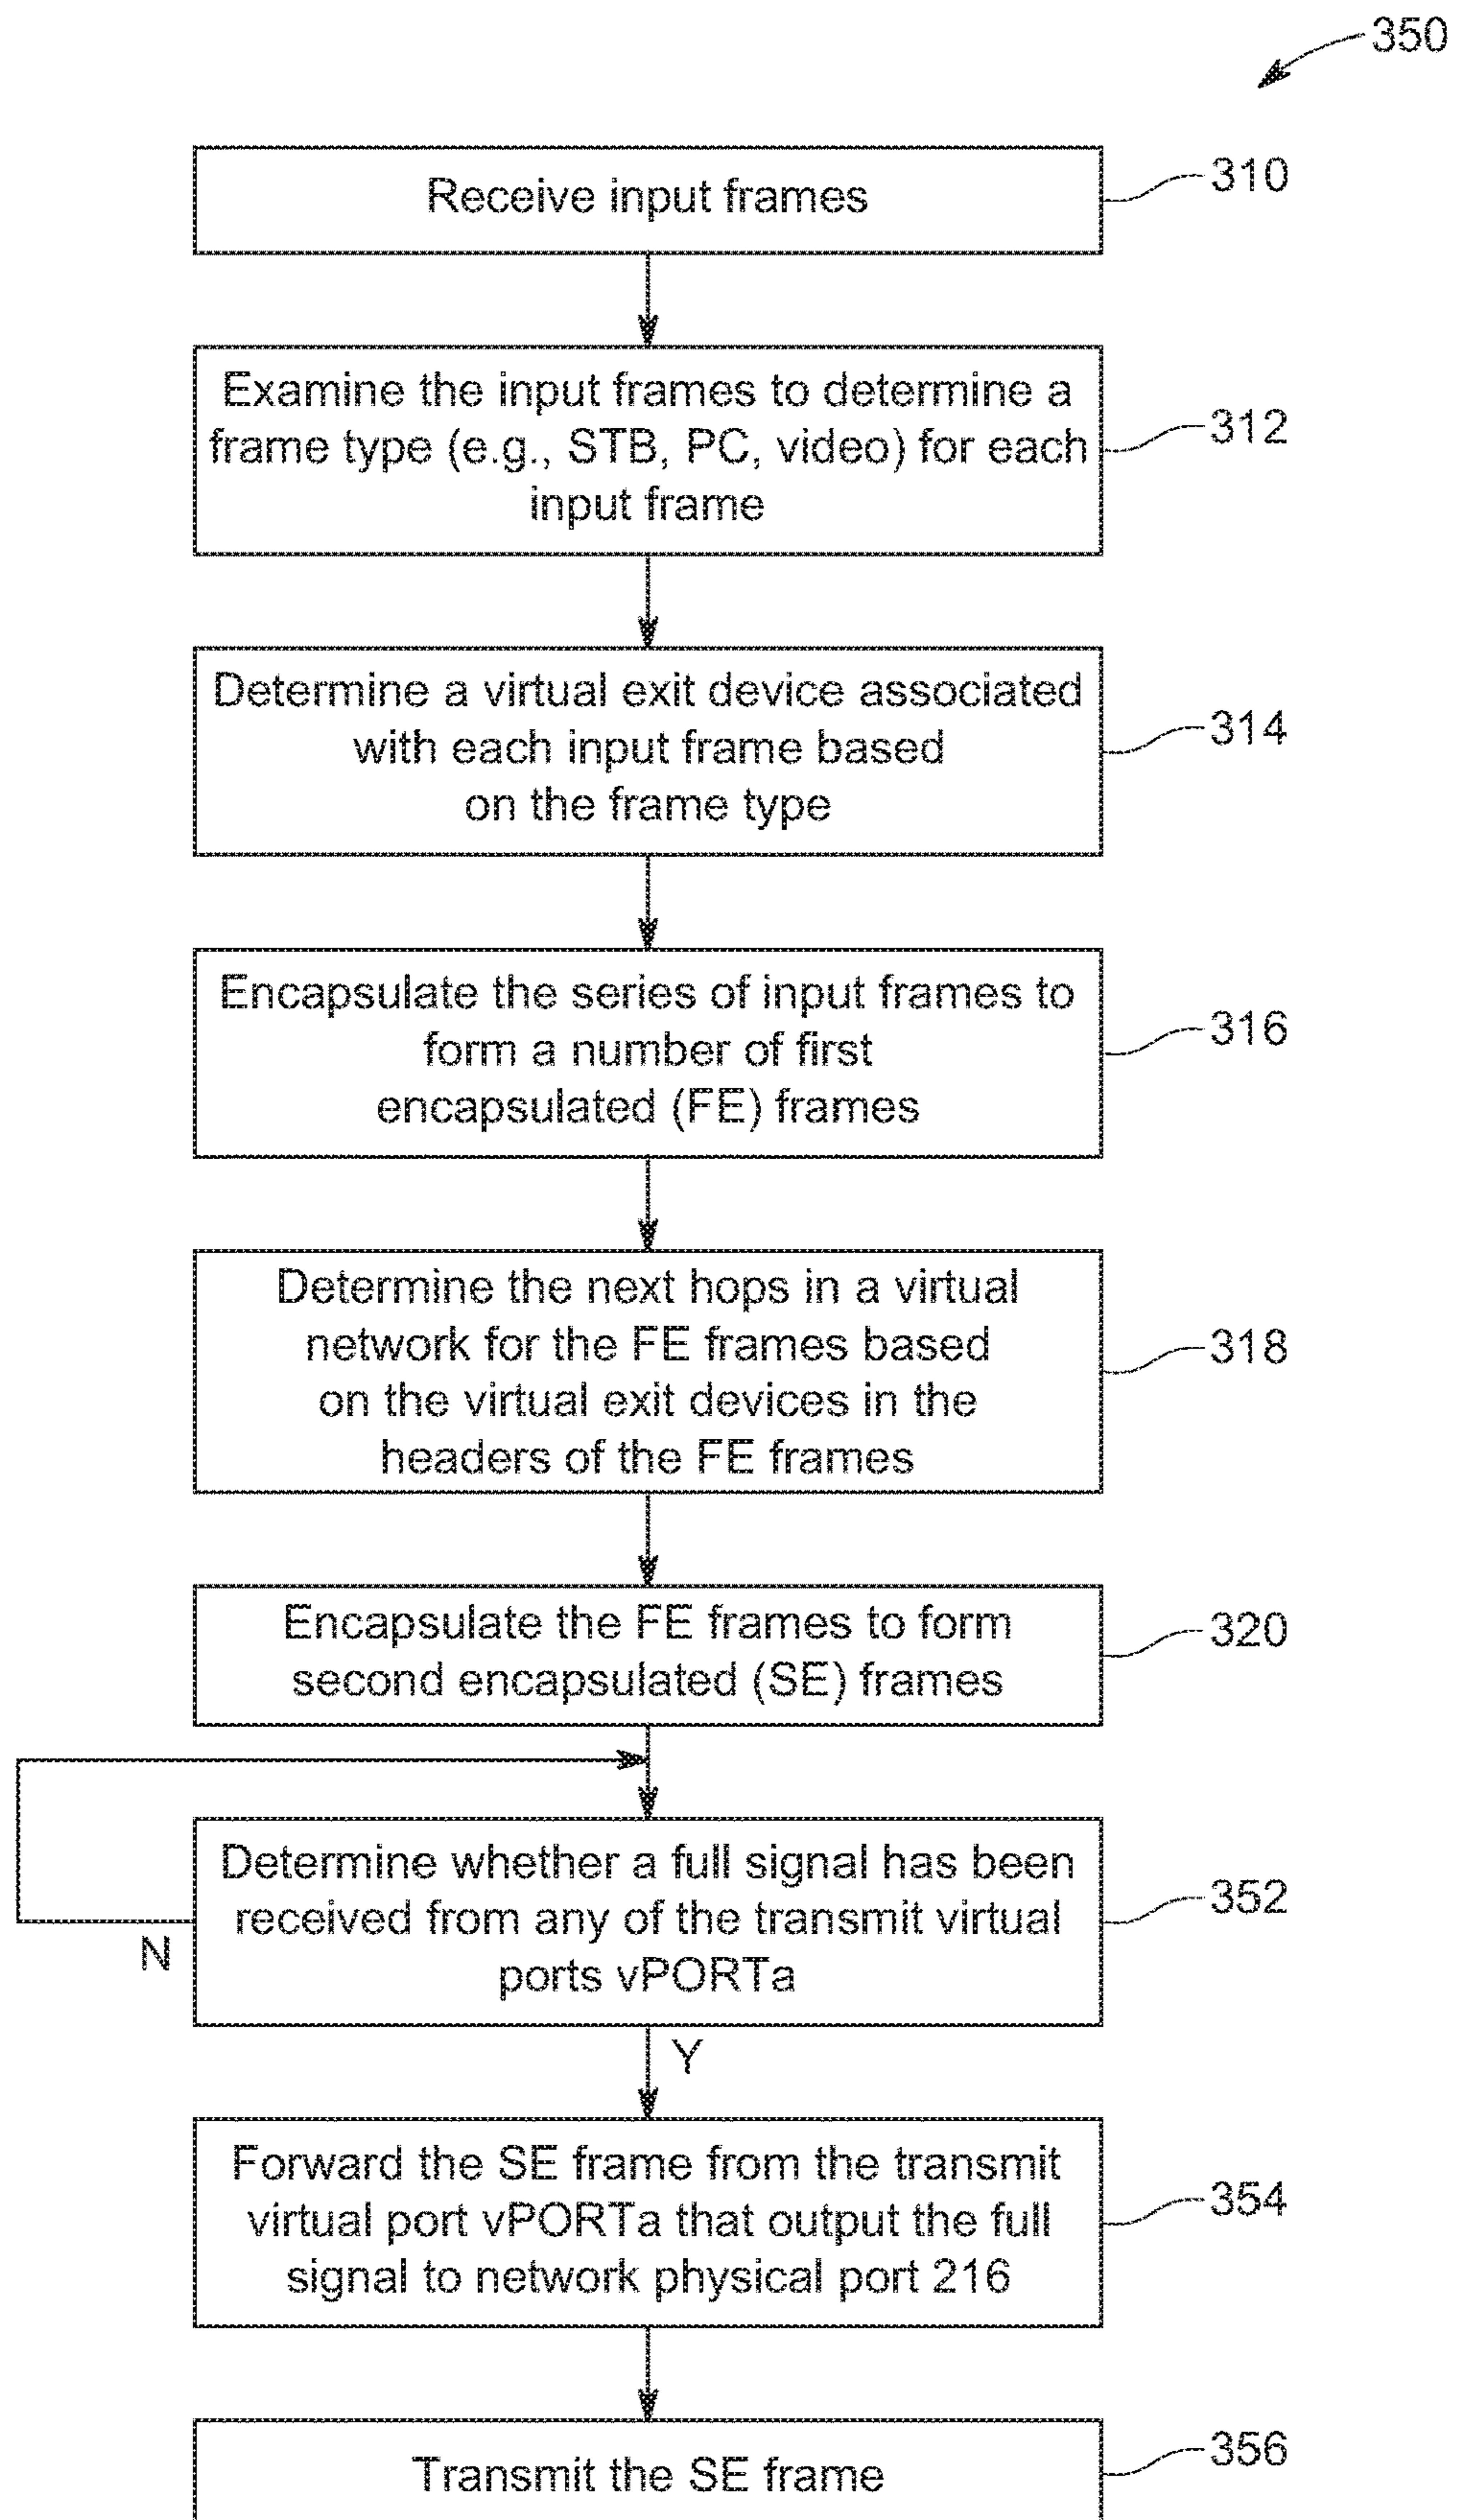 350
Receive input frames
310
Examine the input frames to determine a
frame type (e.g., STB, PC, video) for each
input frame
312
Determine a virtual exit device associated
with each input frame based
on the frame type
314
Encapsulate the series of input frames to
form a number of first
encapsulated (FE) frames
316
Determine the next hops in a virtual
network for the FE frames based
on the virtual exit devices in the
headers of the FE frames
318
Encapsulate the FE frames to form
second encapsulated (SE) frames
320
Determine whether a full signal has been
received from any of the transmit virtual
ports vPORTa
352
N
Y
Forward the SE frame from the transmit
virtual port vPORTa that output the full
signal to network physical port 216
354
Transmit the SE frame
356